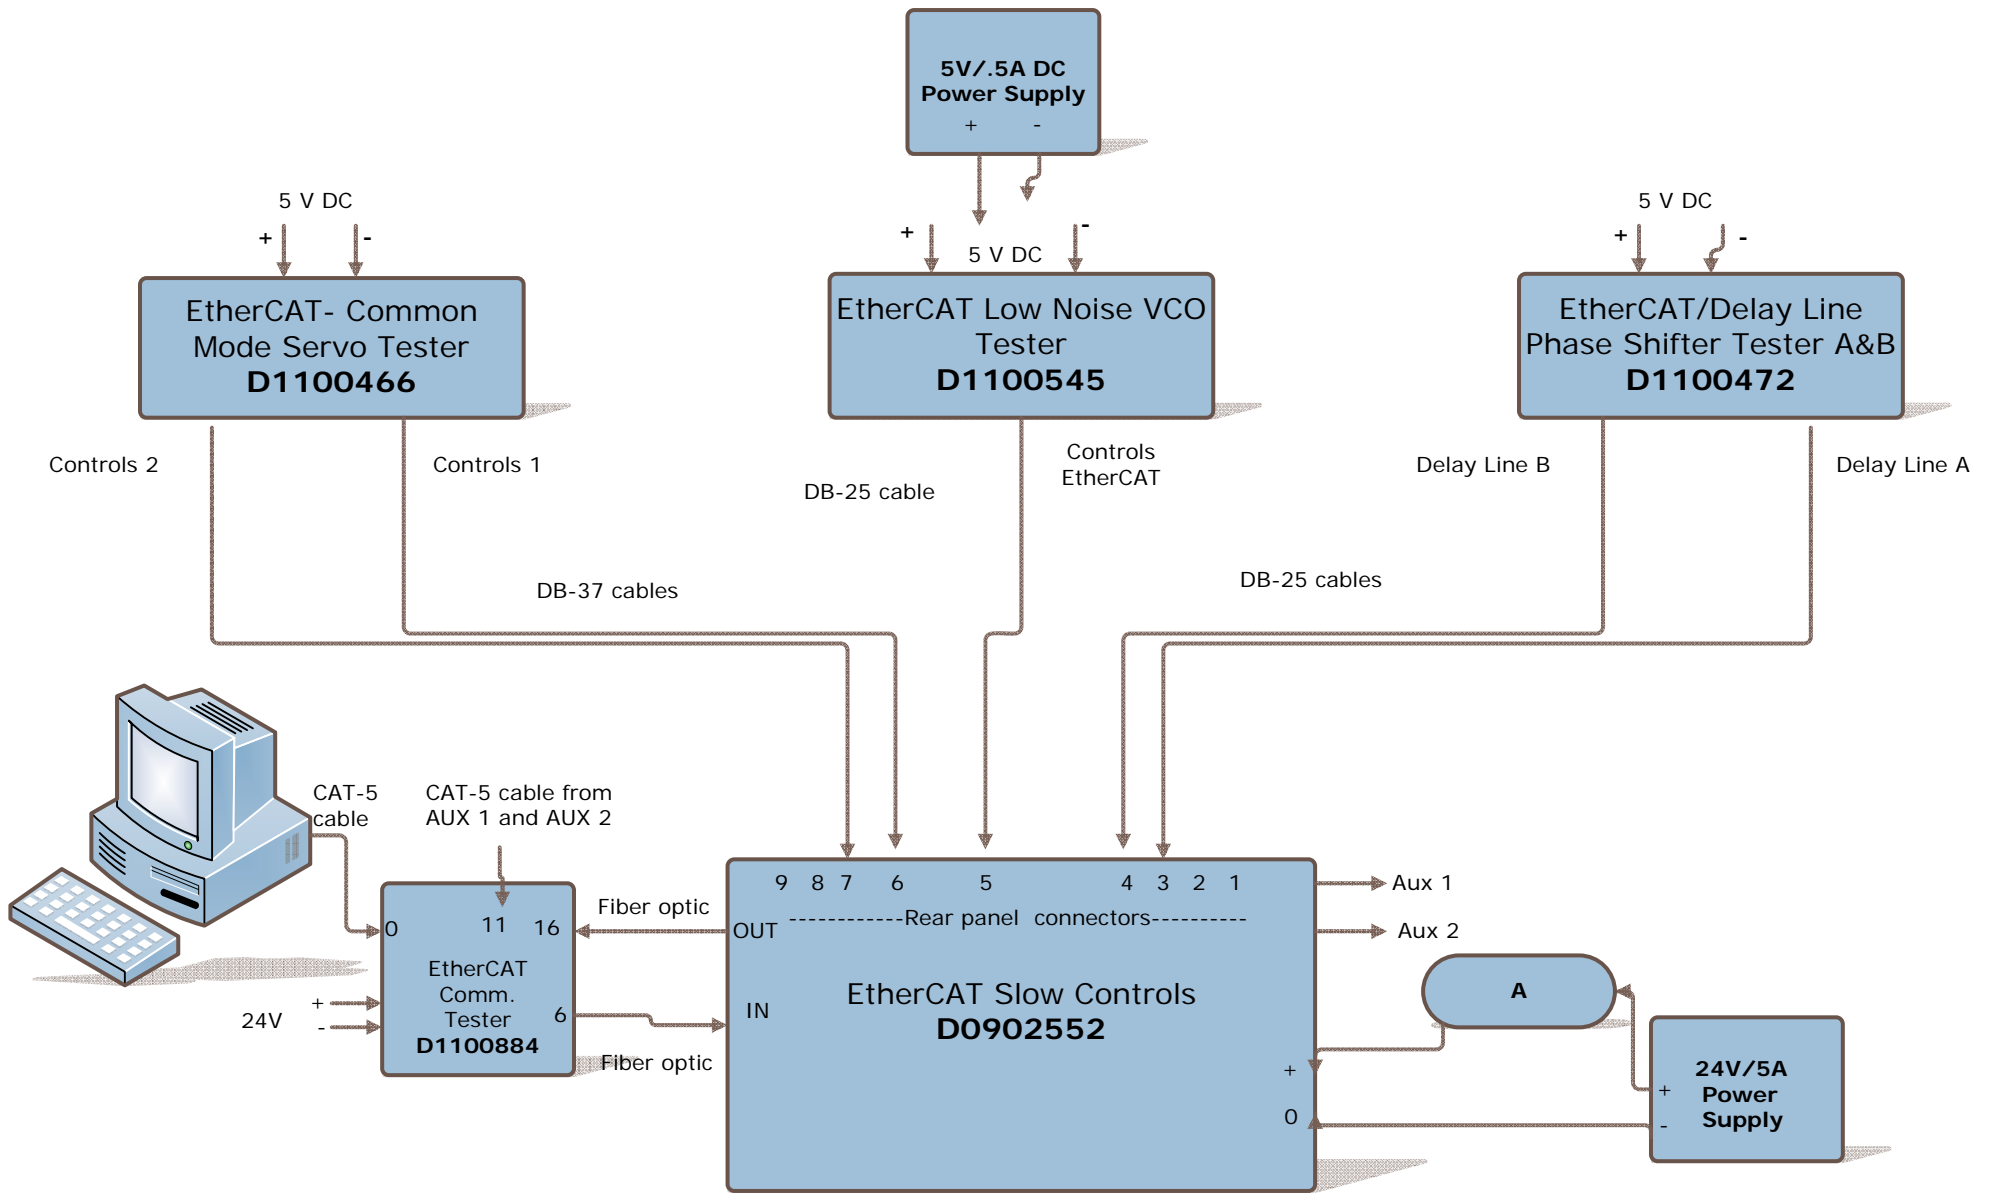 5V/.5A DC
Power Supply
+ -
5 V DC
+ -
EtherCAT- Common
Mode Servo Tester
D1100466
+ -
5 V DC
EtherCAT Low Noise VCO
Tester
D1100545
5 V DC
+ -
EtherCAT/Delay Line
Phase Shifter Tester A&B
D1100472
Controls 2
Controls 1
DB-25 cable
Controls
EtherCAT
Delay Line B
Delay Line A
DB-37 cables
DB-25 cables
CAT-5
cable
CAT-5 cable from
AUX 1 and AUX 2
0 11 16
EtherCAT
Comm.
Tester
D1100884
6
24V
+
-
Fiber optic
Fiber optic
9 8 7 6 5 4 3 2 1
------------Rear panel connectors----------
OUT
IN
EtherCAT Slow Controls
D0902552
+
0
Aux 1
Aux 2
A
24V/5A
Power
Supply
+
-